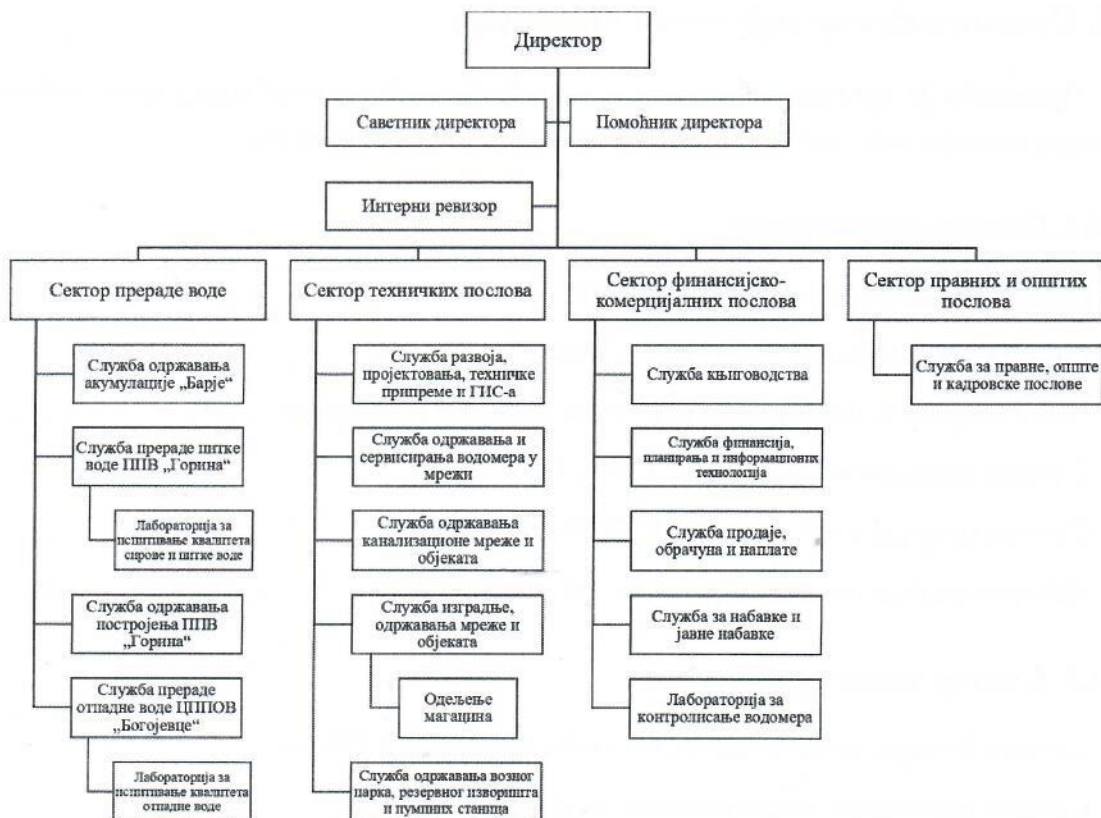 Директор
Саветник директора
Помоћник директора
Интерни ревизор
Сектор прераде воде
Служба одржавања
акумулације „Барје“
Служба прераде питке
воде ППВ „Горина“
Лабораторија за
испитивање квалитета
сирове и питке воде
Служба одржавања
постројења ППВ
„Горина“
Служба прераде
отпадне воде ЦППОВ
„Богојевце“
Лабораторија за
испитивање квалитета
отпадне воде
Сектор техничких послова
Служба развоја,
пројектовања, техничке
припреме и ГИС-а
Служба одржавања и
сервисирања водомера у
мрежи
Служба одржавања
канализационе мреже и
објеката
Служба изградње,
одржавања мреже и
објеката
Одељење
магацина
Служба одржавања возног
парка, резервног изворишта
и пумпних станица
Сектор финансијско-
комерцијалних послова
Служба књиговодства
Служба финансија,
планирања и информационих
технологија
Служба продаје,
обрачуна и наплате
Служба за набавке и
јавне набавке
Лабораторија за
контролисање водомера
Сектор правних и општих
послова
Служба за правне, опште
и кадровске послове